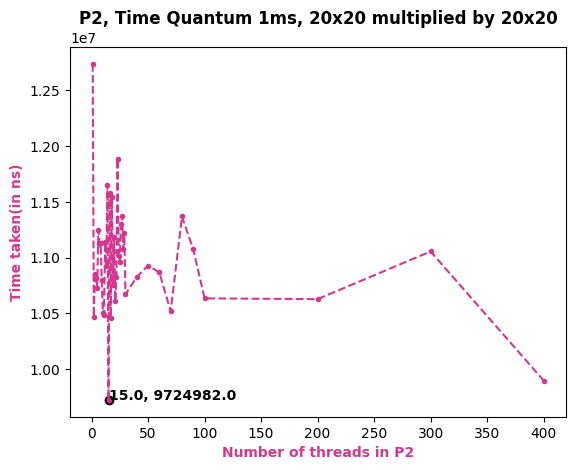 P2, Time Quantum 1ms, 20x20 multiplied by 20x20
1e7
1.25
1.20
1.15
1.10
1.05
1.00
Time taken(in ns)
15.0, 9724982.0
0 50 100 150 200 250 300 350 400
Number of threads in P2